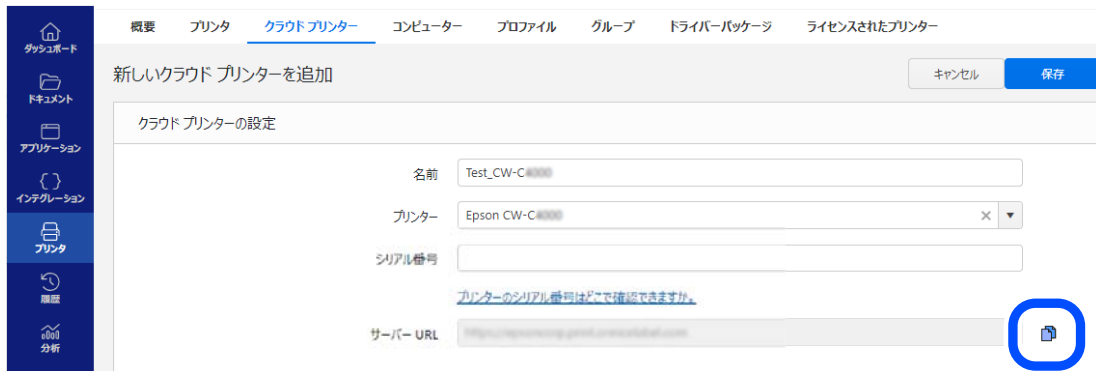 概要 プリンタ クラウド プリンター コンピューター プロファイル グループ ドライバーパッケージ ライセンスされたプリンター
ダッシュボード
ドキュメント
アプリケーション
インテグレーション
プリンタ
履歴
分析
新しいクラウド プリンターを追加
キャンセル 保存
クラウド プリンターの設定
名前 Test_CW-C
プリンター Epson CW-C
シリアル番号
プリンターのシリアル番号はどこで確認できますか。
サーバー URL